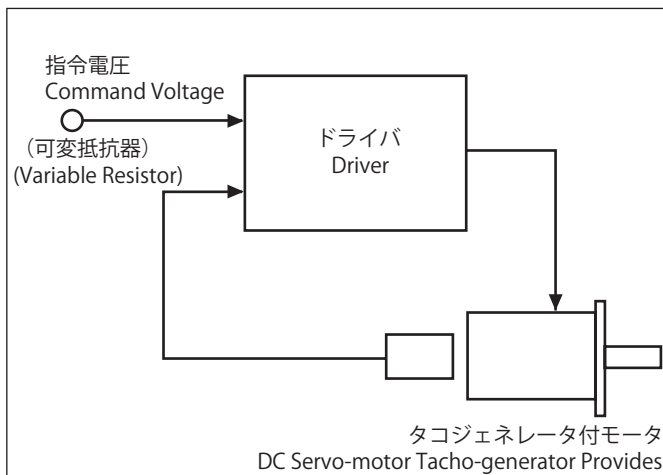 指令電圧
Command Voltage
（可変抵抗器）
(Variable Resistor)
ドライバ
Driver
タコジェネレータ付モータ
DC Servo-motor Tacho-generator Provides